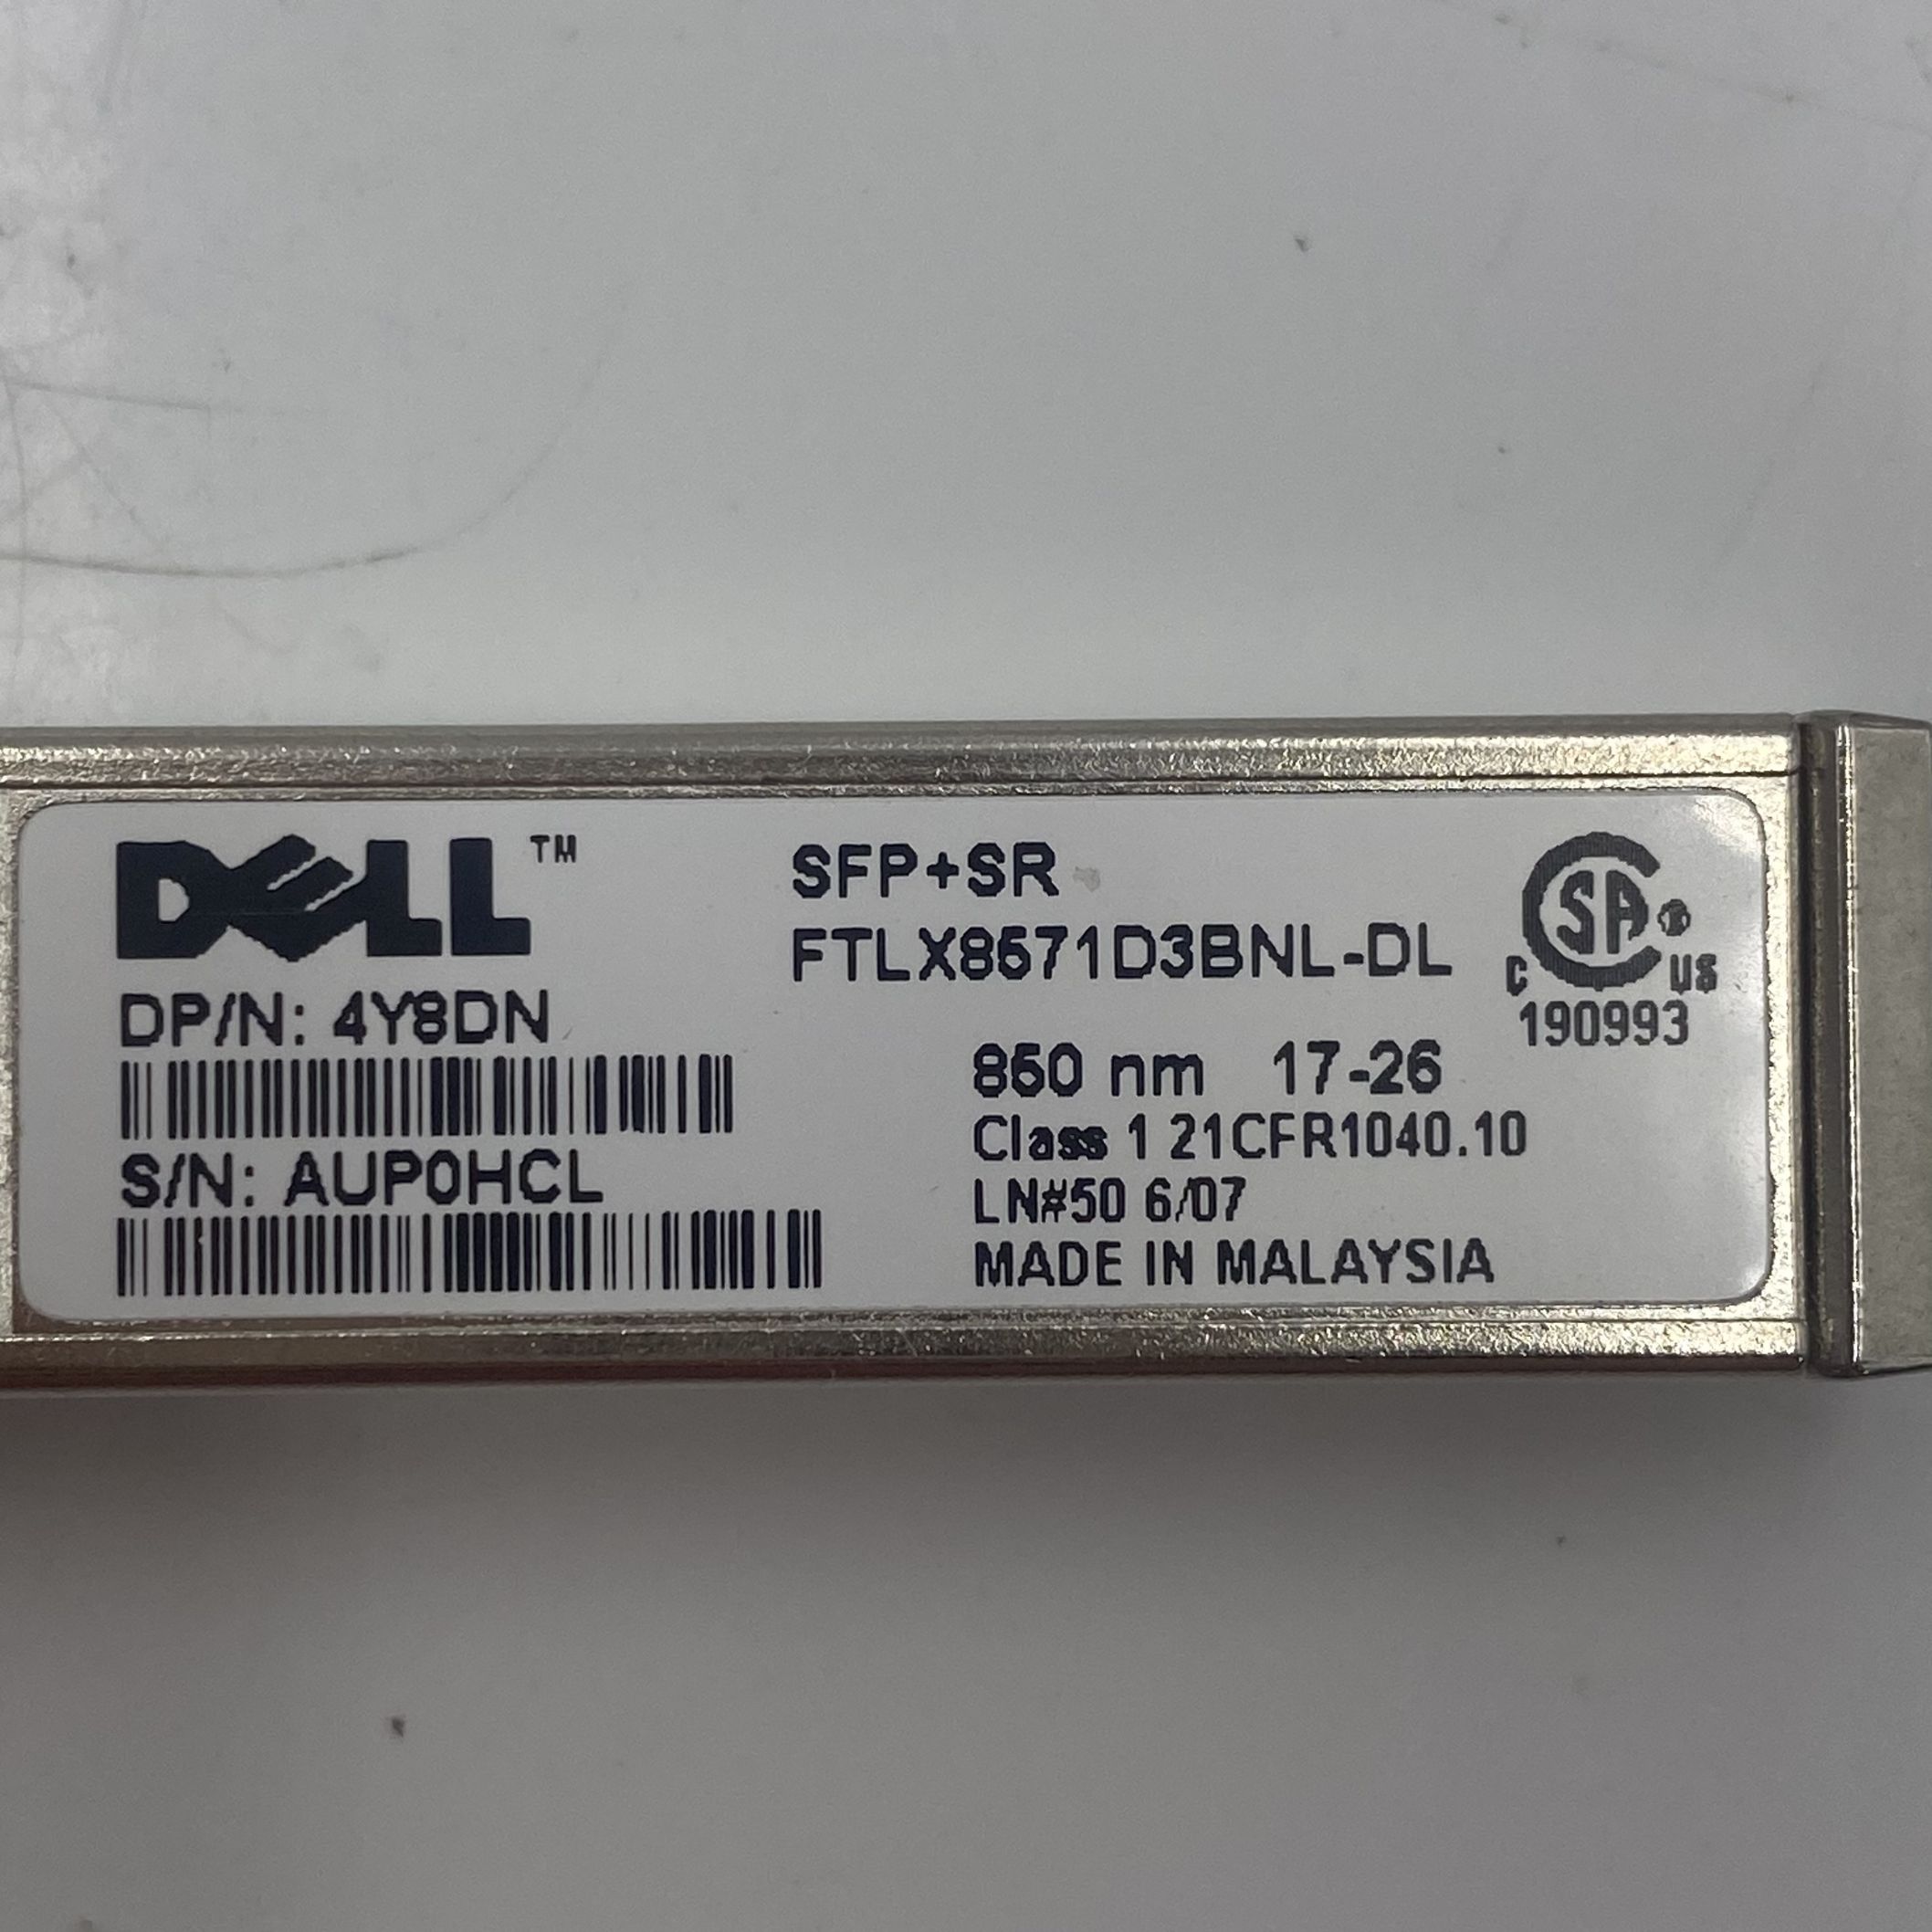 DELL™
DP/N: 4Y8DN
S/N: AUP0HCL
SFP+SR
FTLX8571D3BNL-DL
850 nm 17-26
Class 1 21CFR1040.10
LN#50 6/07
MADE IN MALAYSIA
SA®
C US
190993